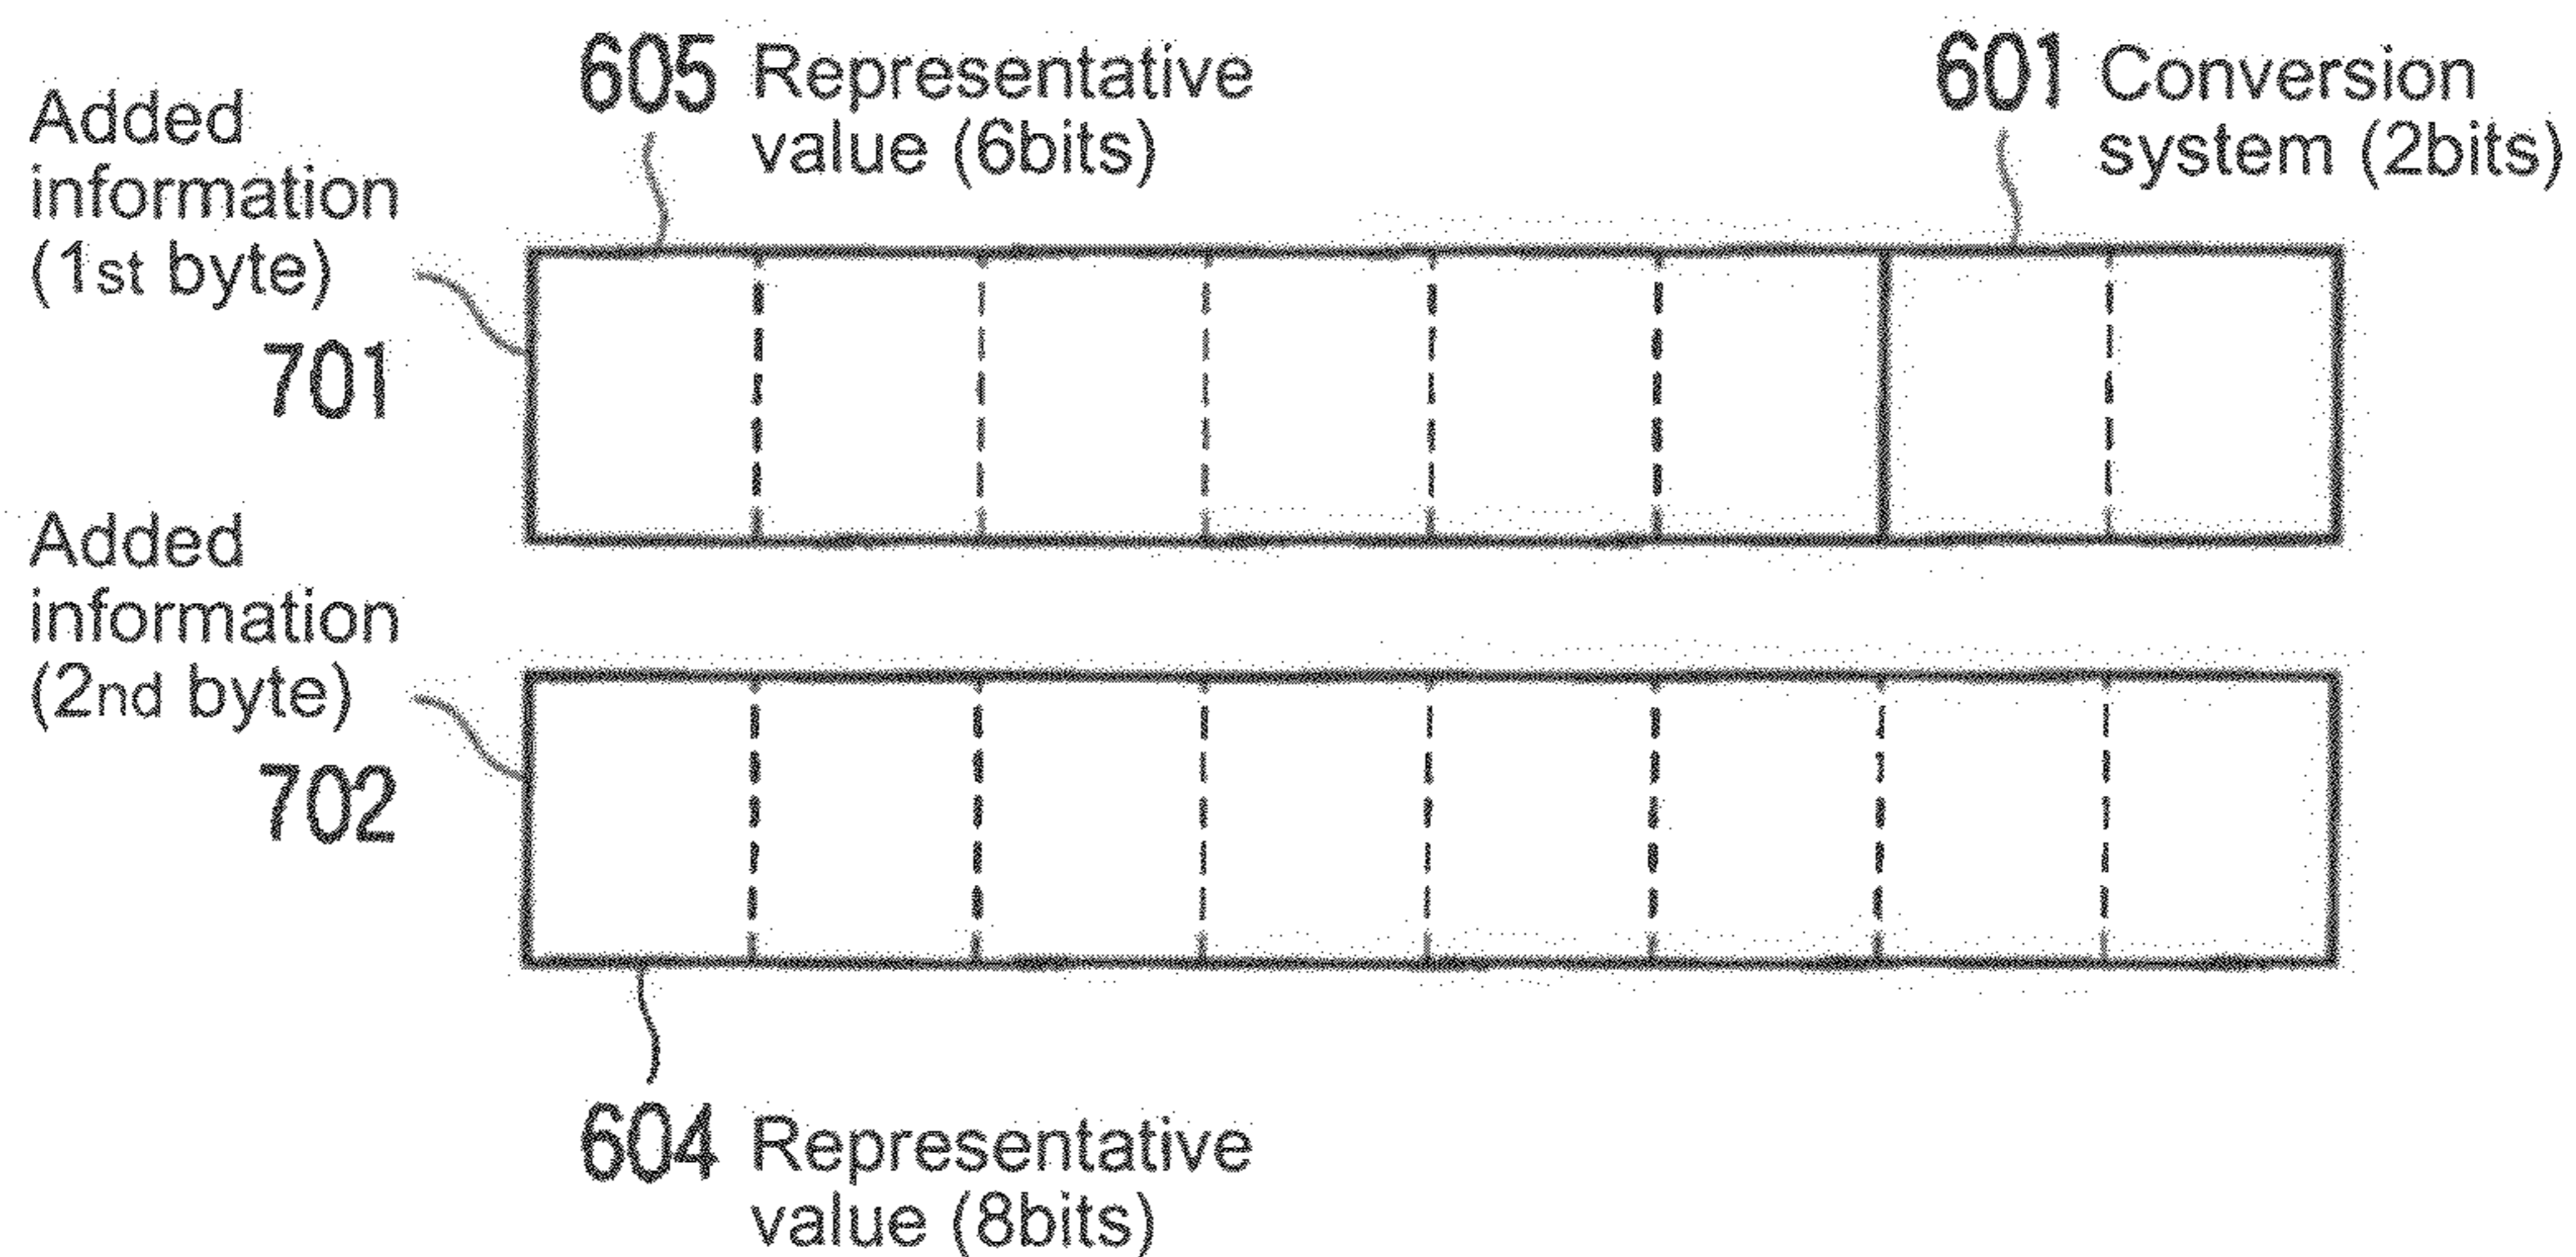 605 Representative
value (6bits)
601 Conversion
system (2bits)
Added
information
(1st byte)
701
Added
information
(2nd byte)
702
604 Representative
value (8bits)